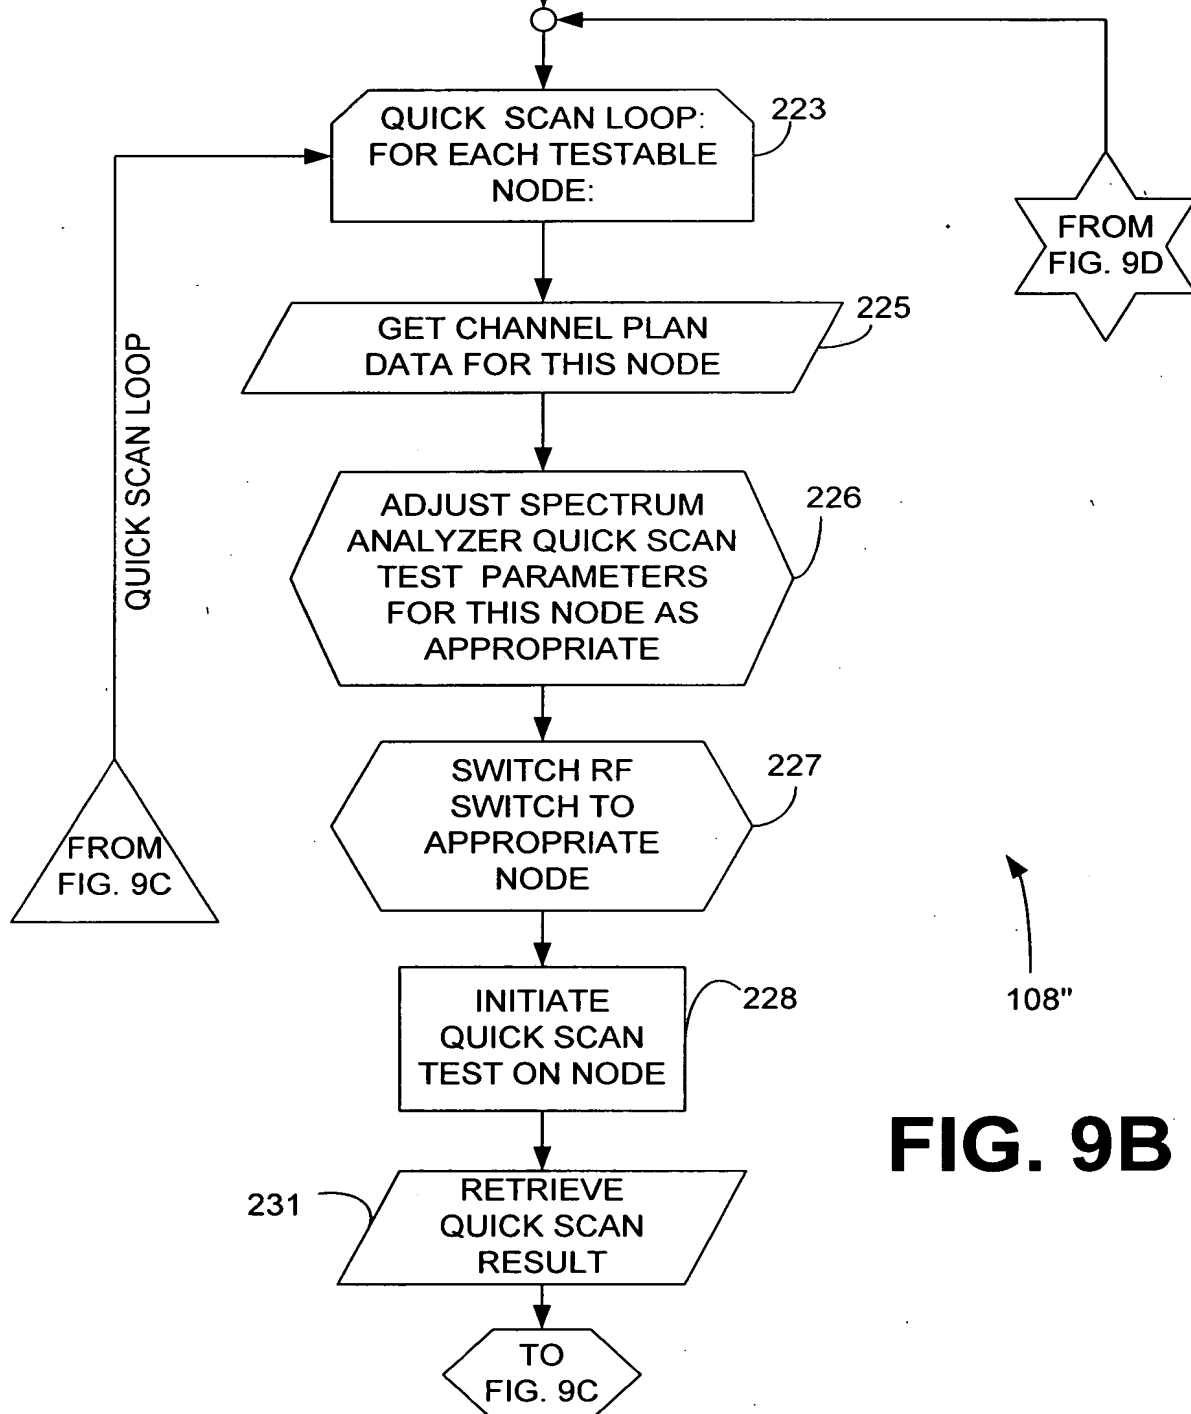 QUICK SCAN LOOP:
FOR EACH TESTABLE
NODE:
223
FROM
FIG. 9D
GET CHANNEL PLAN
DATA FOR THIS NODE
225
QUICK SCAN LOOP
ADJUST SPECTRUM
ANALYZER QUICK SCAN
TEST PARAMETERS
FOR THIS NODE AS
APPROPRIATE
226
SWITCH RF
SWITCH TO
APPROPRIATE
NODE
227
FROM
FIG. 9C
INITIATE
QUICK SCAN
TEST ON NODE
228
108"
FIG. 9B
RETRIEVE
QUICK SCAN
RESULT
231
TO
FIG. 9C